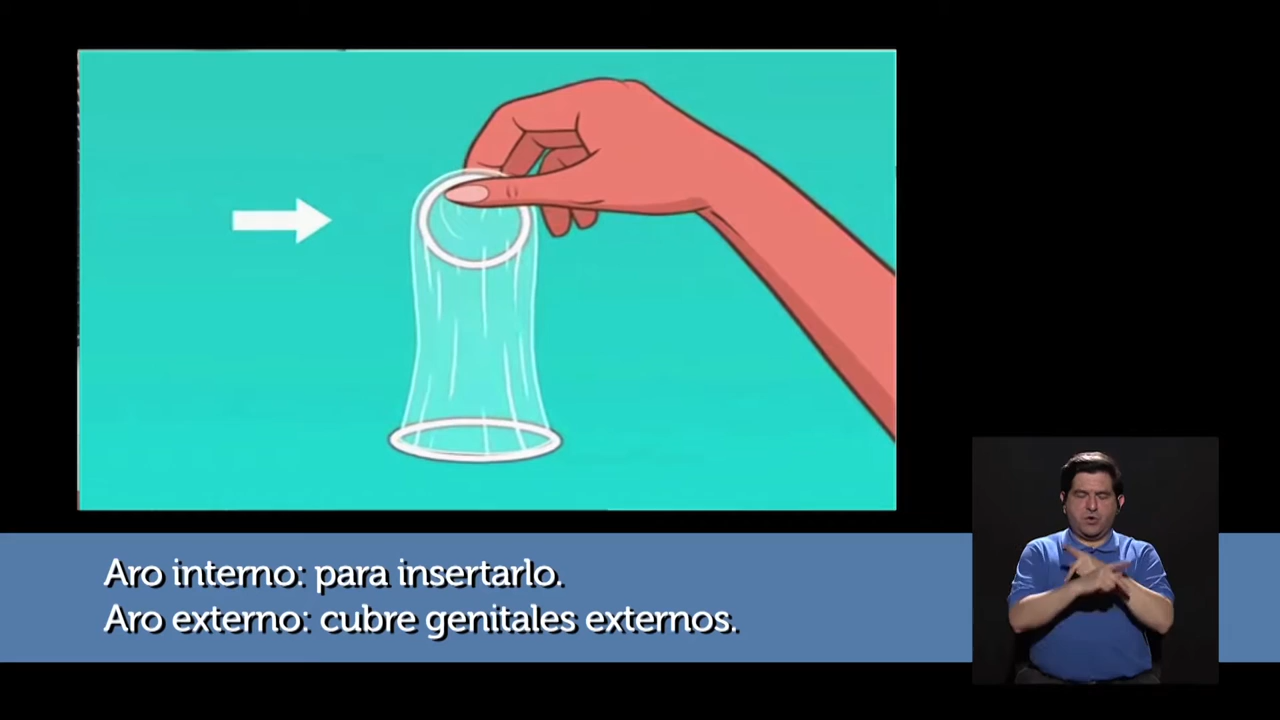 Aro interno: para insertarlo.
Aro externo: cubre genitales externos.